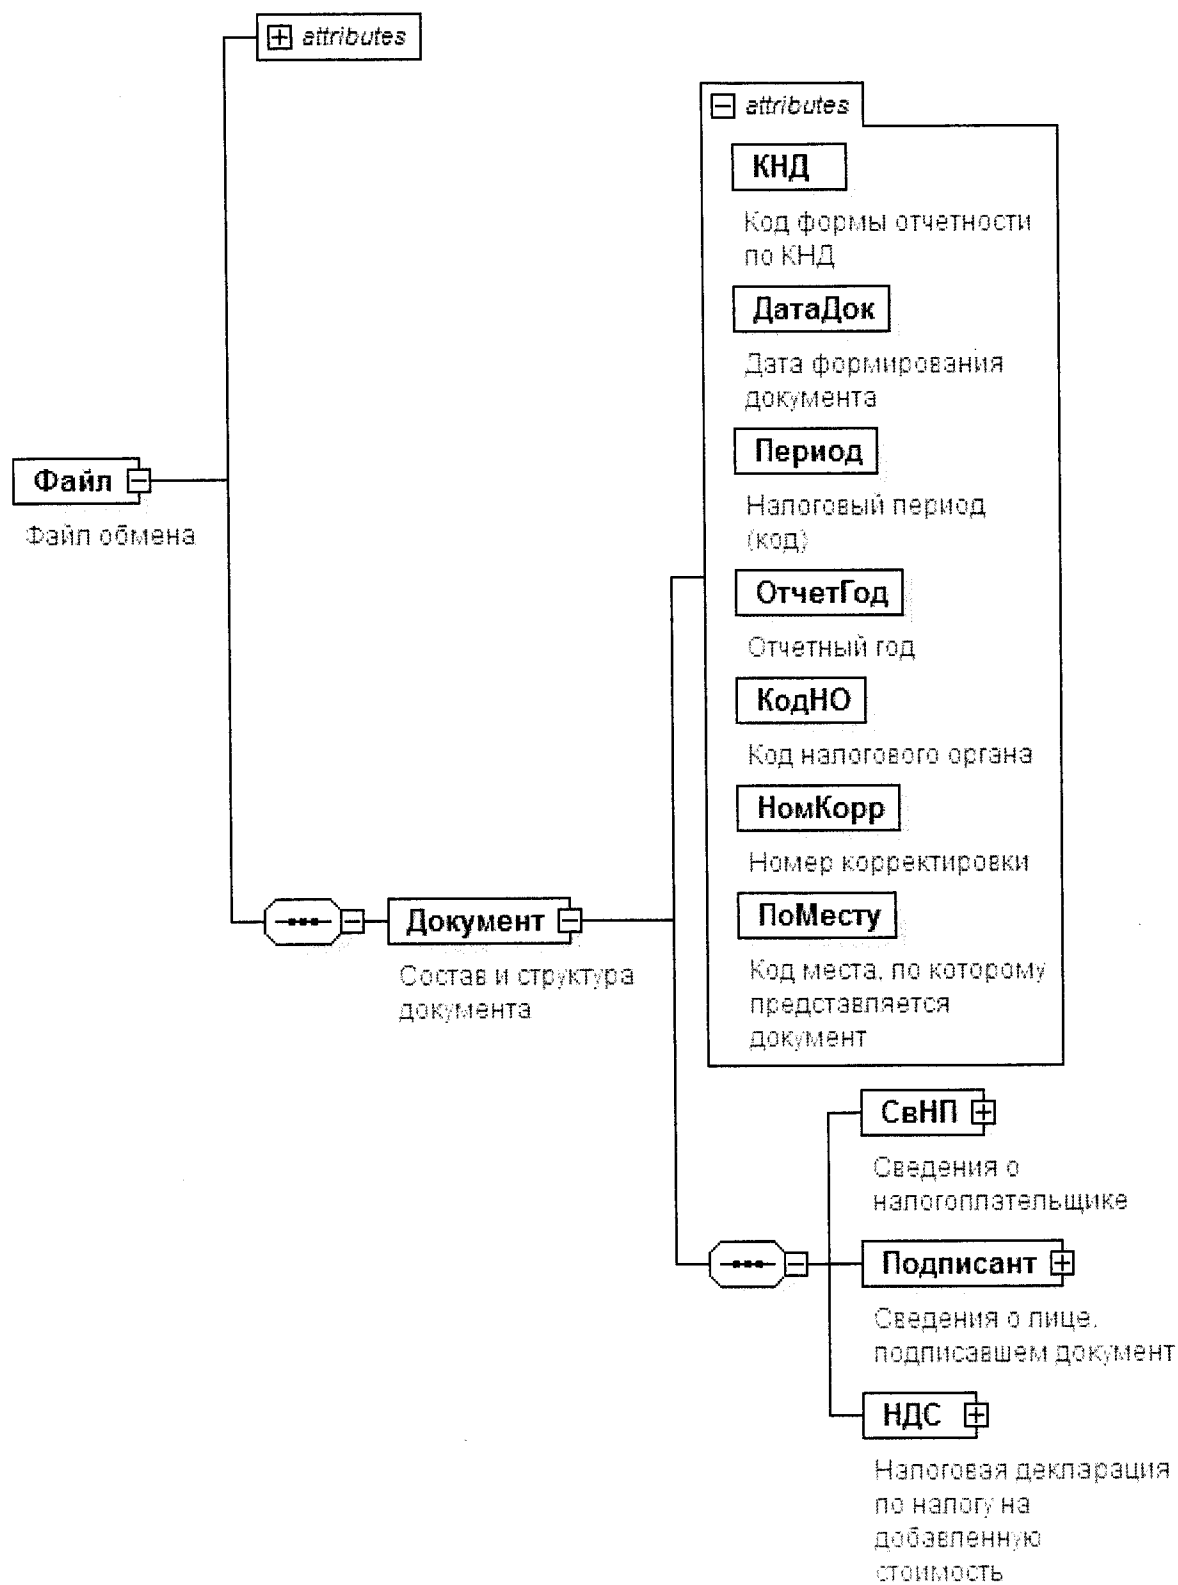 attributes
attributes
КНД
Код формы отчетности
по КНД
ДатаДок
Дата формирования
документа
Период
Налоговый период
(код)
ОтчетГод
Отчетный год
КодНО
Код налогового органа
НомКорр
Номер корректировки
ПоМесту
Код места, по которому
представляется
документ
Файл
Файл обмена
Документ
Состав и структура
документа
СвНП
Сведения о
налогоплательщике
Подписант
Сведения о лице,
подписавшем документ
НДС
Налоговая декларация
по налогу на
добавленную
стоимость